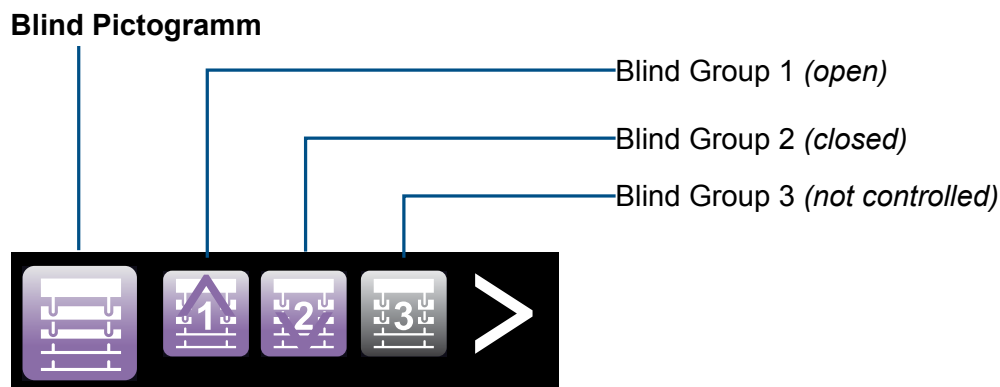 Blind Pictogramm
Blind Group 1 (open)
Blind Group 2 (closed)
Blind Group 3 (not controlled)
1 2 3 >